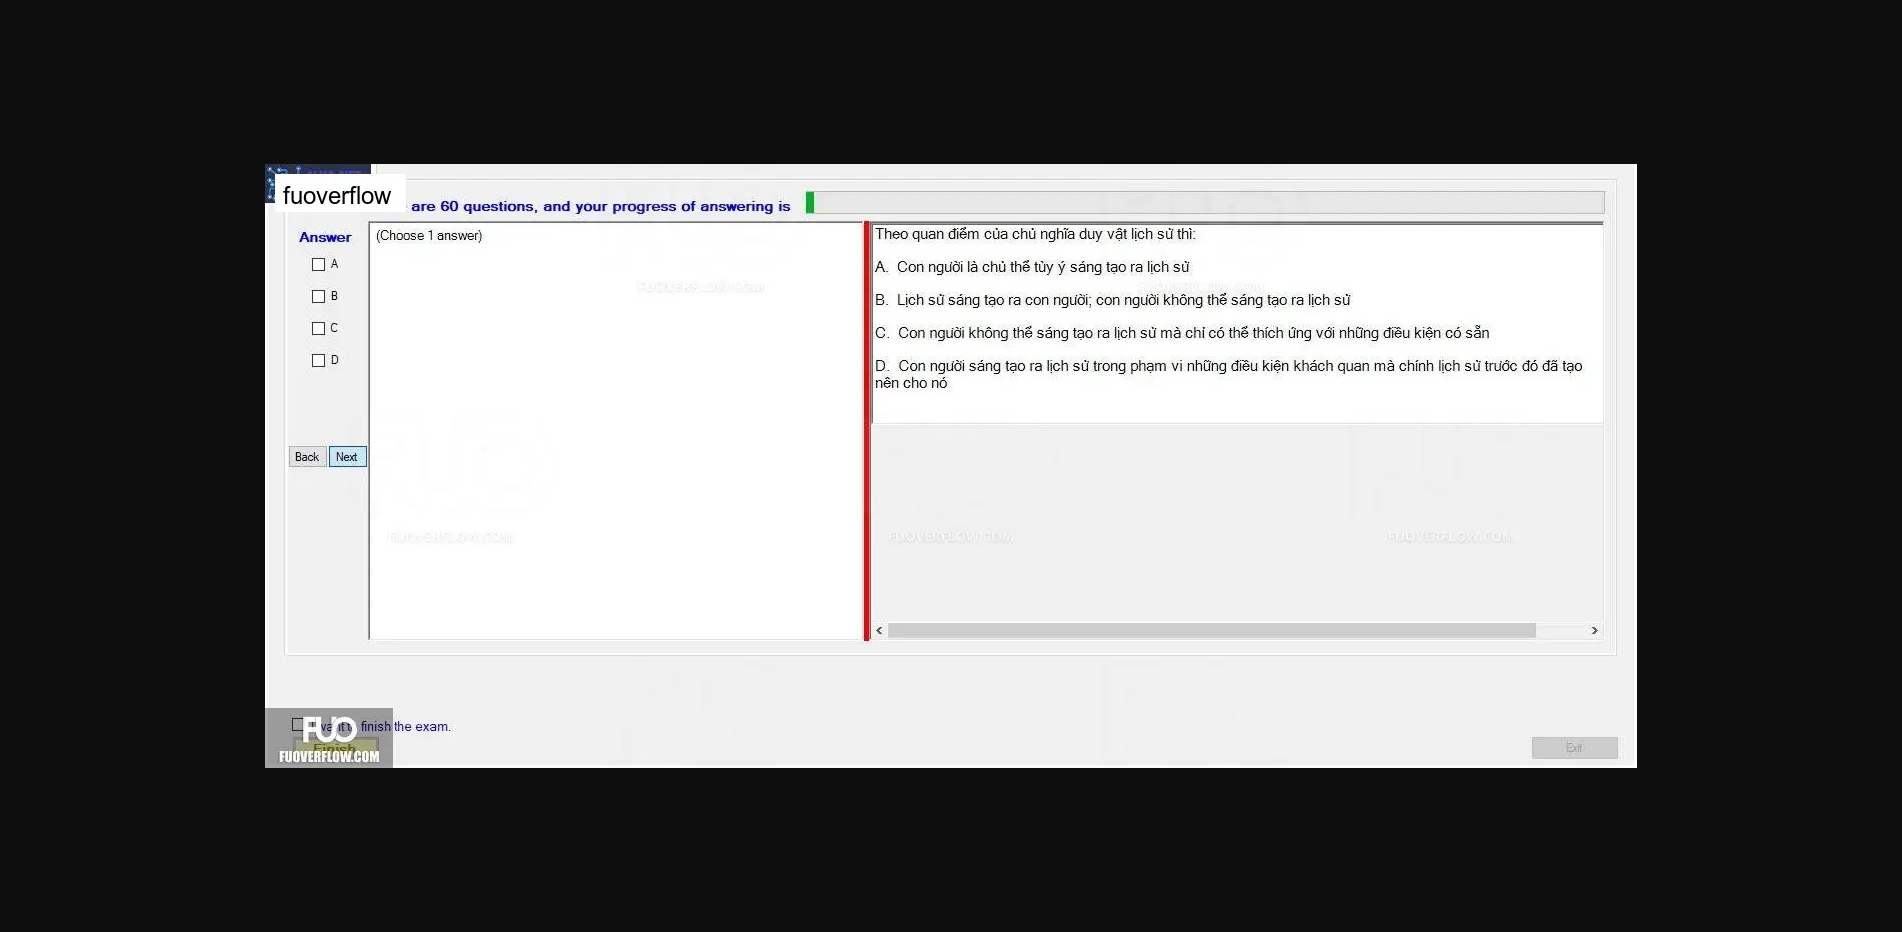 fuoverflow
are 60 questions, and your progress of answering is
Answer
(Choose 1 answer)
A
B
C
D
Back
Next
Theo quan điểm của chủ nghĩa duy vật lịch sử thì:
A. Con người là chủ thể tùy ý sáng tạo ra lịch sử
B. Lịch sử sáng tạo ra con người; con người không thể sáng tạo ra lịch sử
C. Con người không thể sáng tạo ra lịch sử mà chỉ có thể thích ứng với những điều kiện có sẵn
D. Con người sáng tạo ra lịch sử trong phạm vi những điều kiện khách quan mà chính lịch sử trước đó đã tạo
nên cho nó
FUOVERFLOW.COM
FUOVERFLOW.COM
FUOVERFLOW.COM
FUOVERFLOW.COM
FUOVERFLOW.COM
I want to finish the exam.
FUO
Finish
FUOVERFLOW.COM
Exit